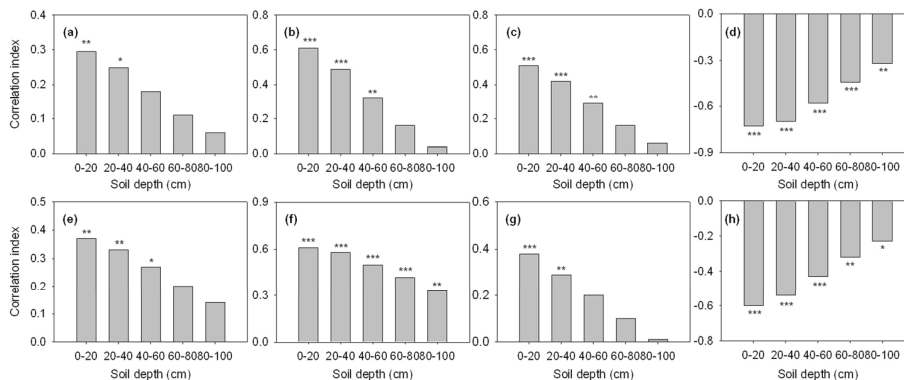 (a)
Correlation index
0.4
0.3
0.2
0.1
0.0
** *
0-20 20-40 40-60 60-80 80-100
Soil depth (cm)
(b)
0.6
0.4
0.2
0.0
*** *** **
0-20 20-40 40-60 60-80 80-100
Soil depth (cm)
(c)
0.6
0.4
0.2
0.0
*** *** **
0-20 20-40 40-60 60-80 80-100
Soil depth (cm)
(d)
0.0
-0.3
-0.6
-0.9
*** *** *** *** **
0-20 20-40 40-60 60-80 80-100
Soil depth (cm)
(e)
Correlation index
0.5
0.4
0.3
0.2
0.1
0.0
** ** *
0-20 20-40 40-60 60-80 80-100
Soil depth (cm)
(f)
0.9
0.6
0.3
0.0
*** *** *** *** **
0-20 20-40 40-60 60-80 80-100
Soil depth (cm)
(g)
0.6
0.4
0.2
0.0
*** **
0-20 20-40 40-60 60-80 80-100
Soil depth (cm)
(h)
0.0
-0.2
-0.4
-0.6
-0.8
*** *** *** ** *
0-20 20-40 40-60 60-80 80-100
Soil depth (cm)